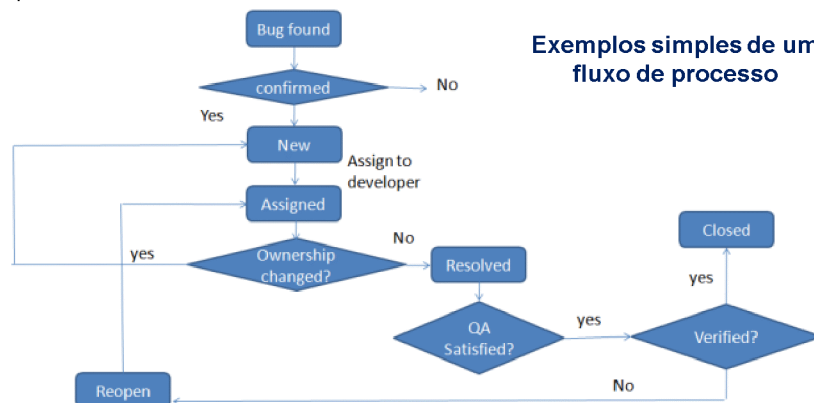 Bug found
Exemplos simples de um
fluxo de processo
confirmed
No
Yes
New
Assign to
developer
Assigned
No
Closed
yes
Ownership
changed?
Resolved
yes
QA
Satisfied?
yes
Verified?
No
Reopen